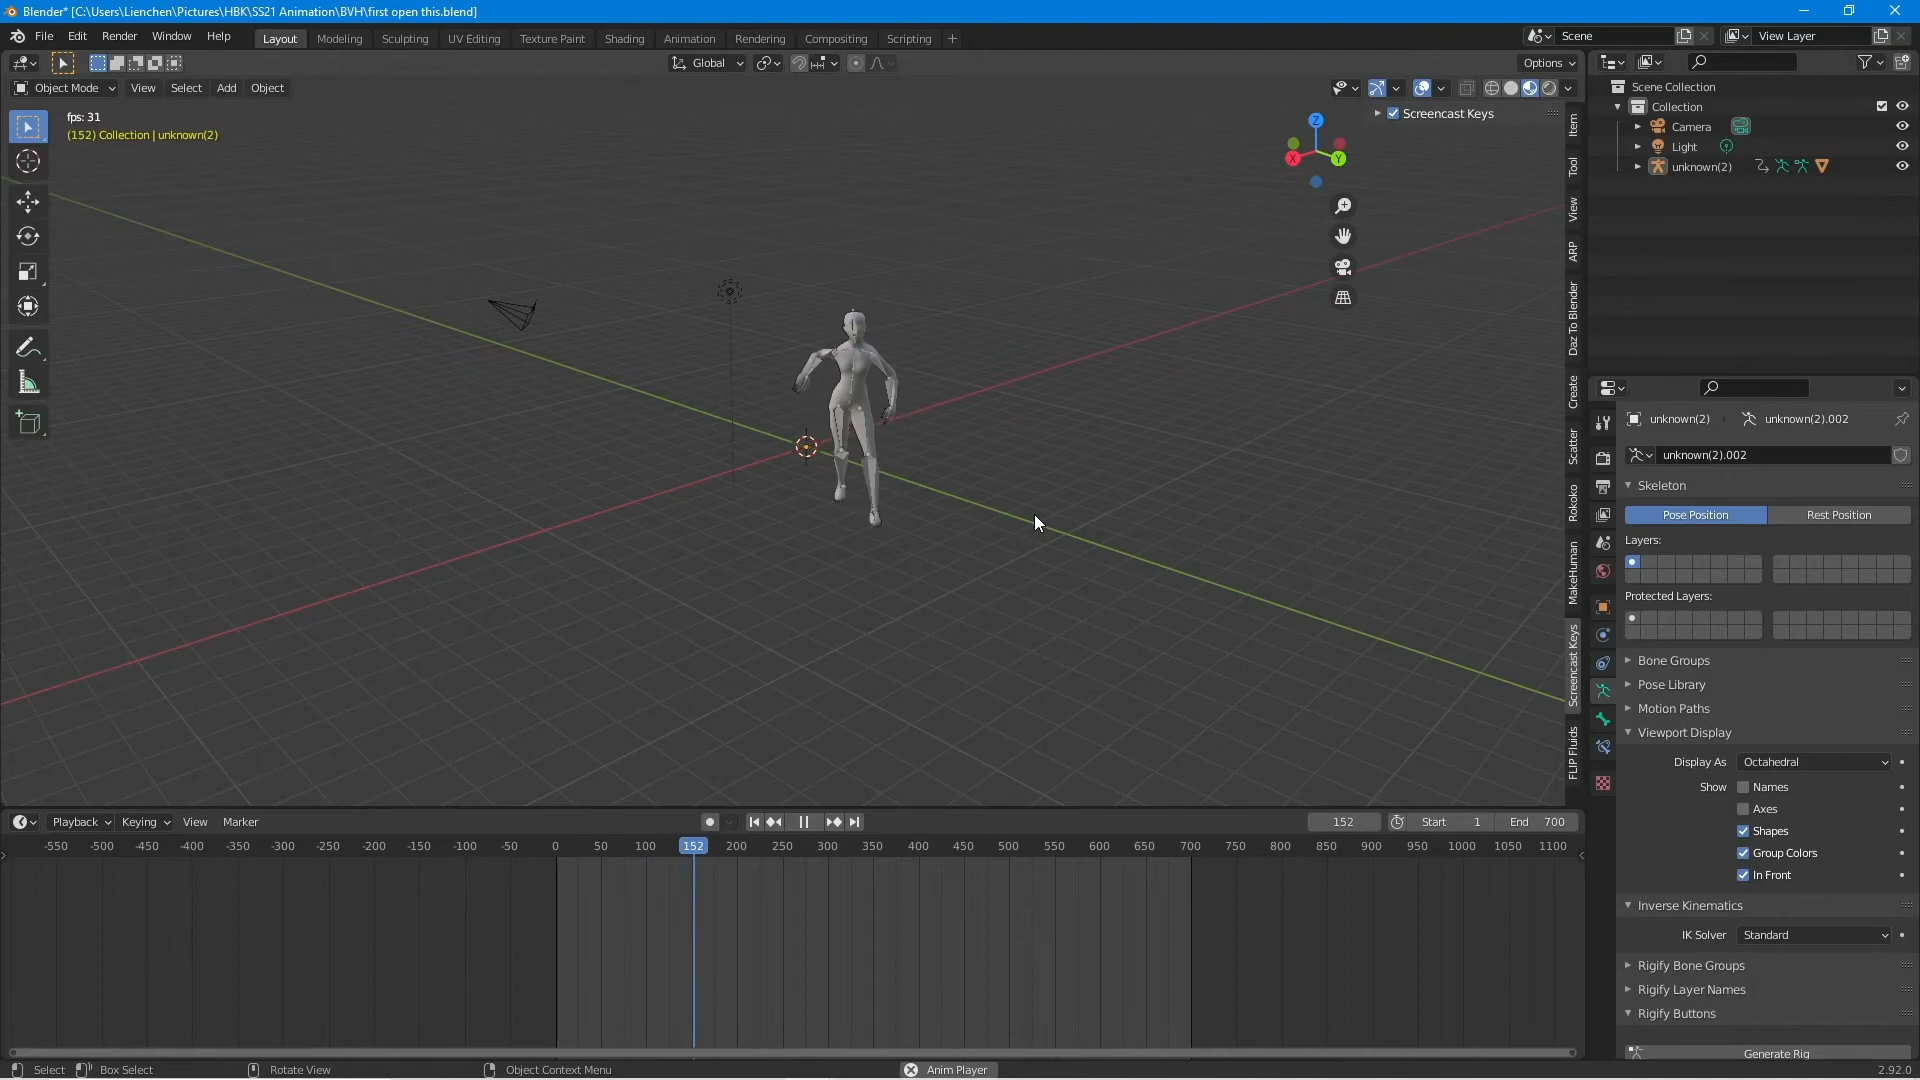 Blender* [C:\Users\Lienchen\Pictures\HBK\SS21 Animation\BVH\first open this.blend]
File Edit Render Window Help Layout Modeling Sculpting UV Editing Texture Paint Shading Animation Rendering Compositing Scripting + Scene View Layer
Global Options
Object Mode View Select Add Object
fps: 31
(152) Collection | unknown(2)
Screencast Keys
Z
X
Y
Item
Tool
View
ARP
Daz To Blender
Create
Scatter
Rokoko
MakeHuman
Screencast Keys
FLIP Fluids
Scene Collection
Collection
Camera
Light
unknown(2)
unknown(2) unknown(2).002
unknown(2).002
Skeleton
Pose Position Rest Position
Layers:
Protected Layers:
Bone Groups
Pose Library
Motion Paths
Viewport Display
Display As Octahedral
Show Names
Axes
Shapes
Group Colors
In Front
Inverse Kinematics
IK Solver Standard
Rigify Bone Groups
Rigify Layer Names
Rigify Buttons
Generate Rig
Playback Keying View Marker 152 Start 1 End 700
-550 -500 -450 -400 -350 -300 -250 -200 -150 -100 -50 0 50 100 152 200 250 300 350 400 450 500 550 600 650 700 750 800 850 900 950 1000 1050 1100
Select Box Select Rotate View Object Context Menu Anim Player 2.92.0